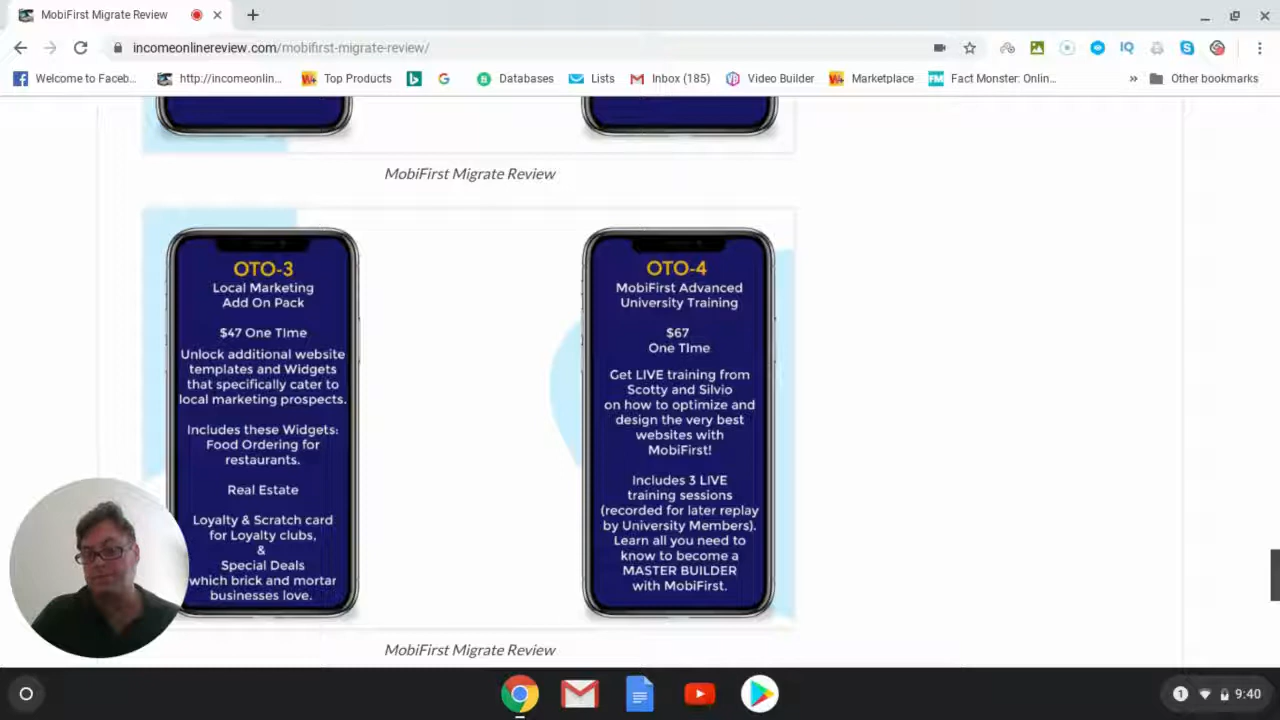 MobiFirst Migrate Review
incomeonlinereview.com/mobifirst-migrate-review/
Welcome to Faceb...
http://incomeonlin...
Top Products
Databases
Lists
Inbox (185)
Video Builder
Marketplace
Fact Monster: Onlin...
»
Other bookmarks
MobiFirst Migrate Review
OTO-3
Local Marketing
Add On Pack
$47 One TIme
Unlock additional website
templates and Widgets
that specifically cater to
local marketing prospects.
Includes these Widgets:
Food Ordering for
restaurants.
Real Estate
Loyalty & Scratch card
for Loyalty clubs,
&
Special Deals
which brick and mortar
businesses love.
OTO-4
MobiFirst Advanced
University Training
$67
One TIme
Get LIVE training from
Scotty and Silvio
on how to optimize and
design the very best
websites with
MobiFirst!
Includes 3 LIVE
training sessions
(recorded for later replay
by University Members).
Learn all you need to
know to become a
MASTER BUILDER
with MobiFirst.
MobiFirst Migrate Review
1
9:40